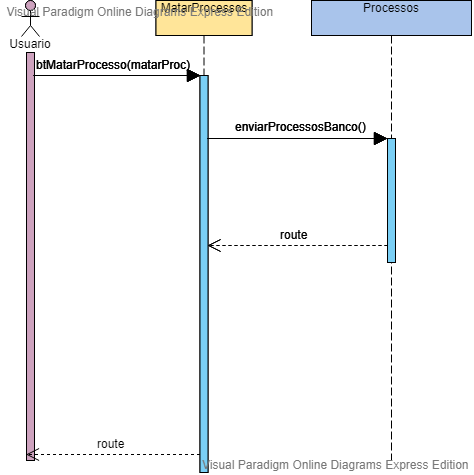 Visual Paradigm Online Diagrams Express Edition
MatarProcessos
Processos
Usuario
btMatarProcesso(matarProc)
enviarProcessosBanco()
route
route
Visual Paradigm Online Diagrams Express Edition